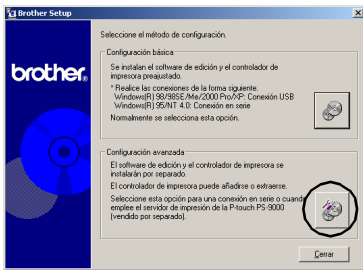 Brother Setup
Seleccione el método de configuración.
Configuración básica
Se instalan el software de edición y el controlador de
impresora preajustado.
* Realice las conexiones de la forma siguiente.
Windows(R) 98/98SE/Me/2000 Pro/XP: Conexión USB
Windows(R) 95/NT 4.0: Conexión en serie
Normalmente se selecciona esta opción.
brother®
Configuración avanzada
El software de edición y el controlador de impresora se
instalarán por separado.
El controlador de impresora puede añadirse o extraerse.
Seleccione esta opción para una conexión en serie o cuando
emplee el servidor de impresión de la P-touch PS-9000
(vendido por separado).
Cerrar